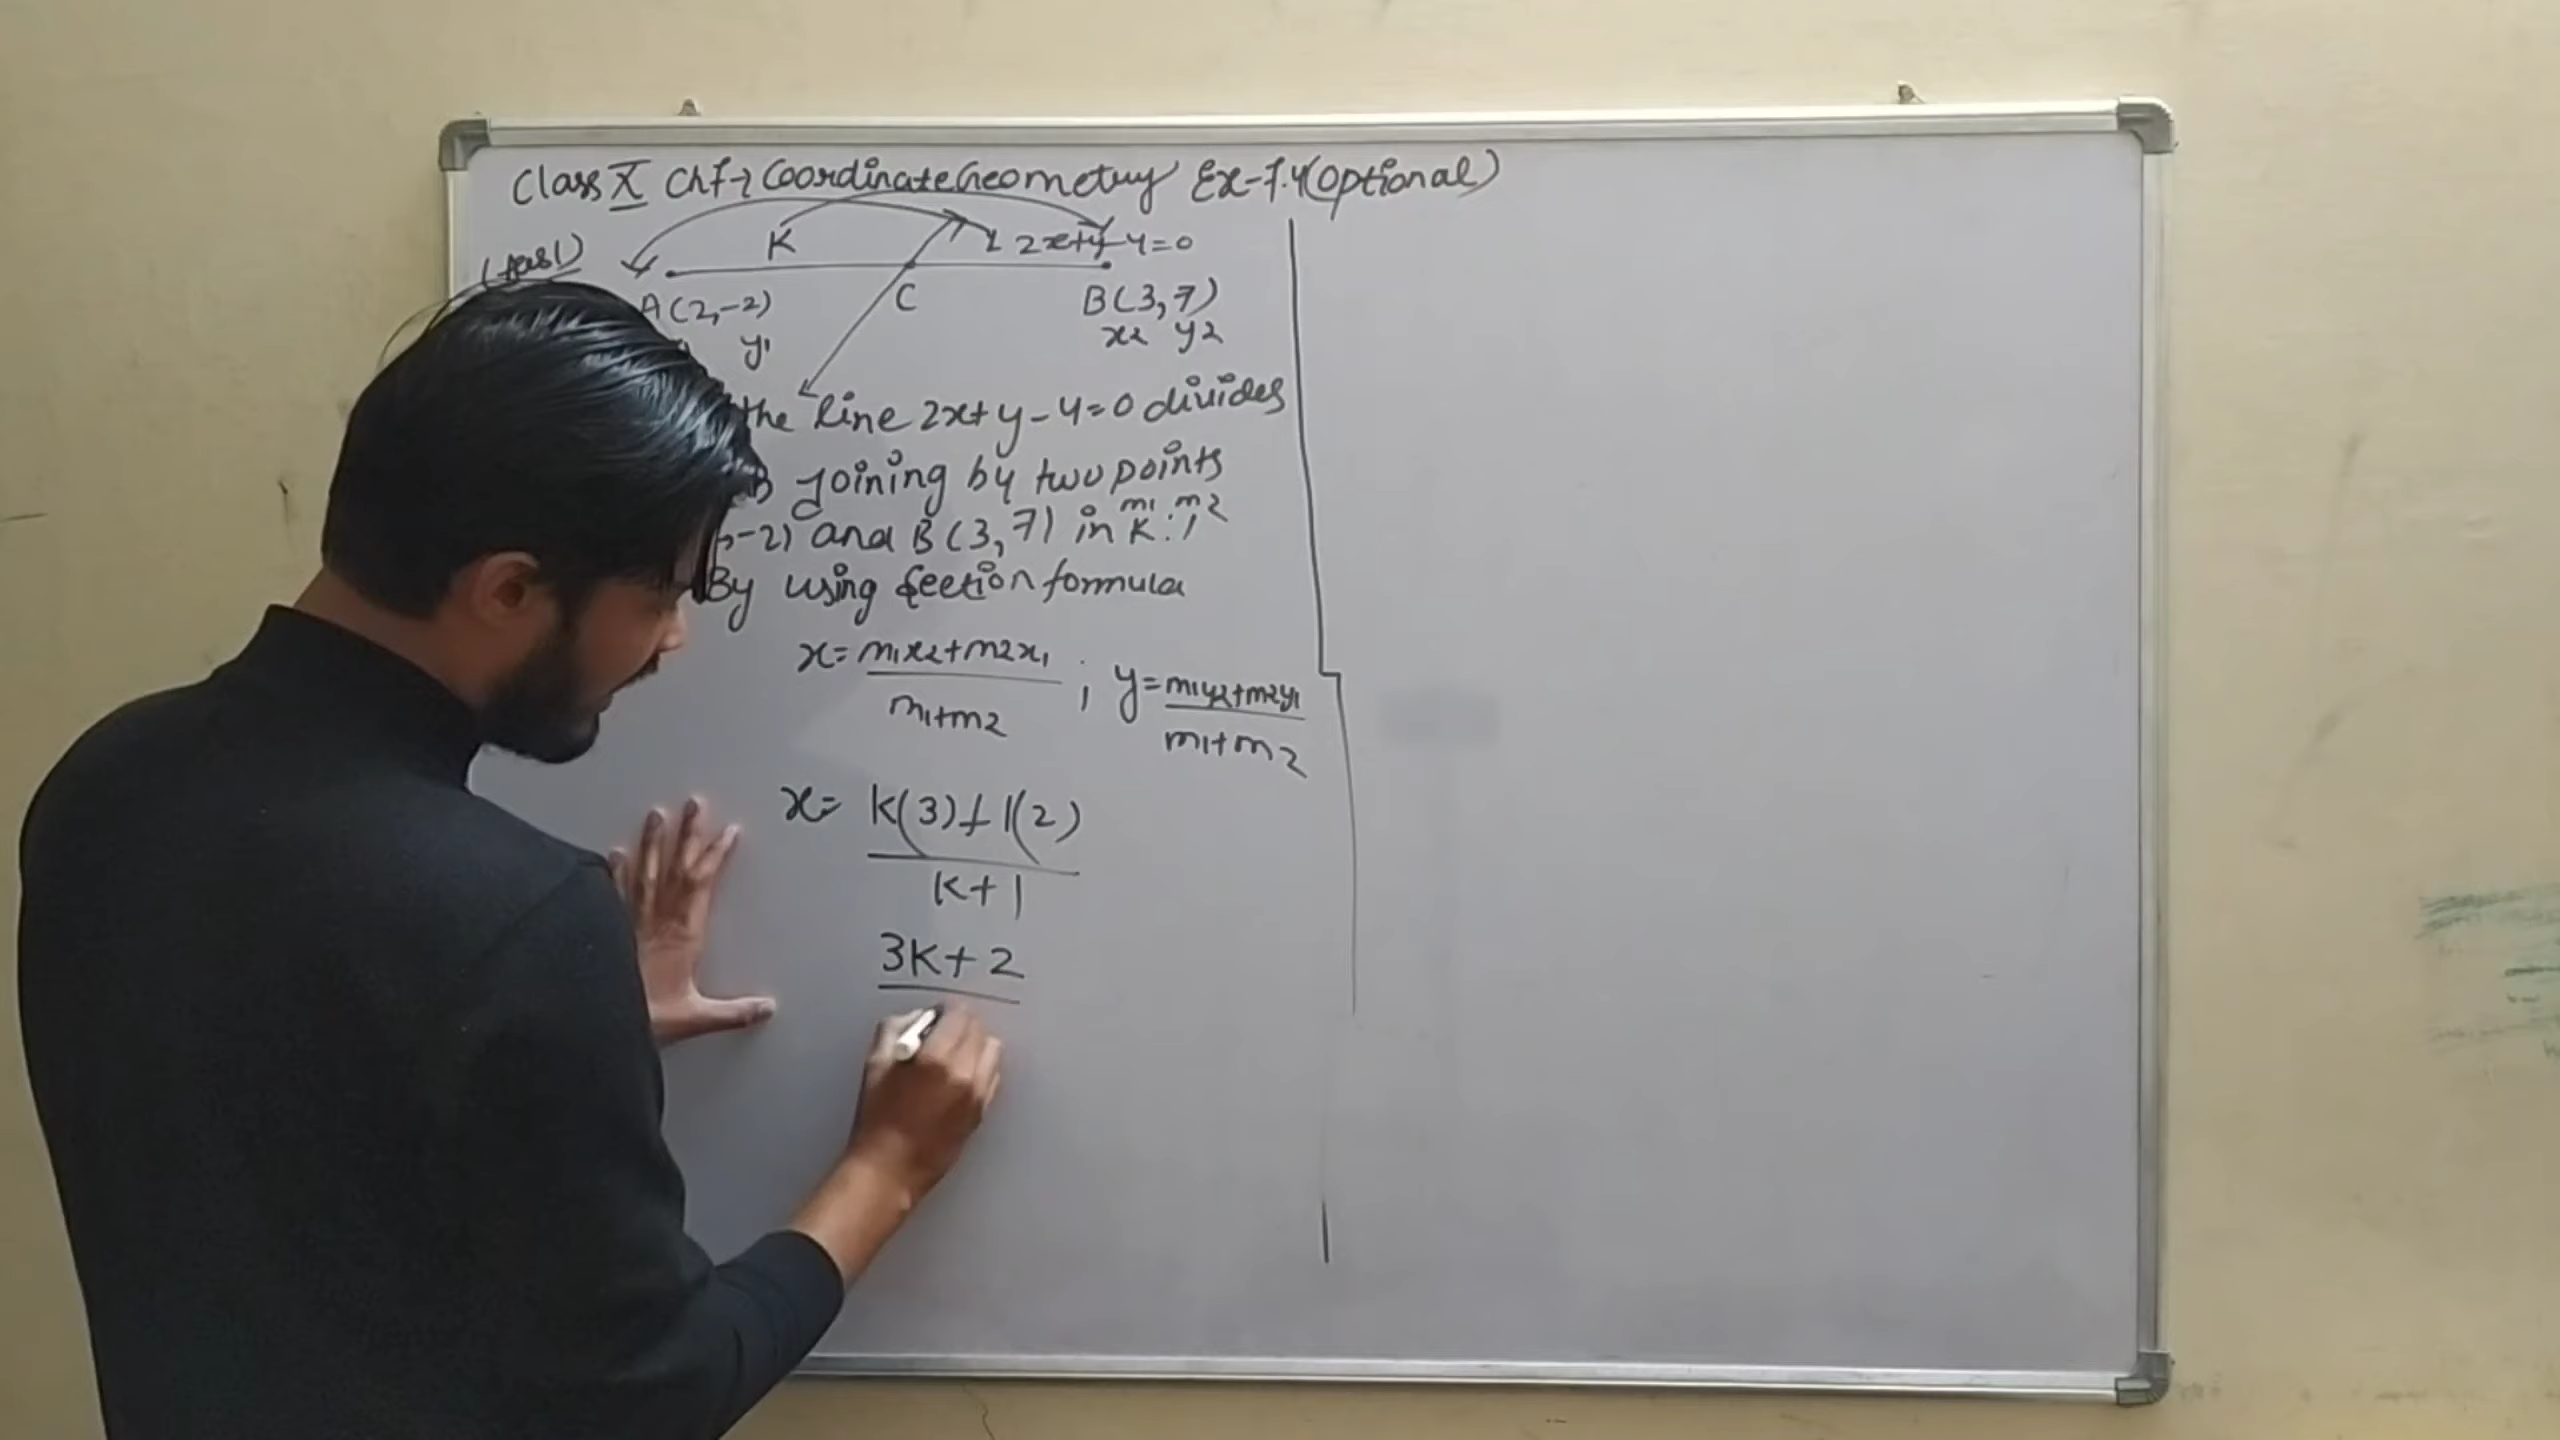 Class X Ch 7→ Coordinate Geometry Ex-7.4(Optional)
K 1 2x+y-4=0
A(2,-2) C B(3,7)
y1 x2 y2
the line 2x+y-4=0 divides
B joining by two points
m1 m2
,-2) and B(3,7) in K:1
By using section formula
x= m1x2+m2x1 / m1+m2 ; y= m1y2+m2y1 / m1+m2
x= K(3)+1(2)
K+1
3K+2